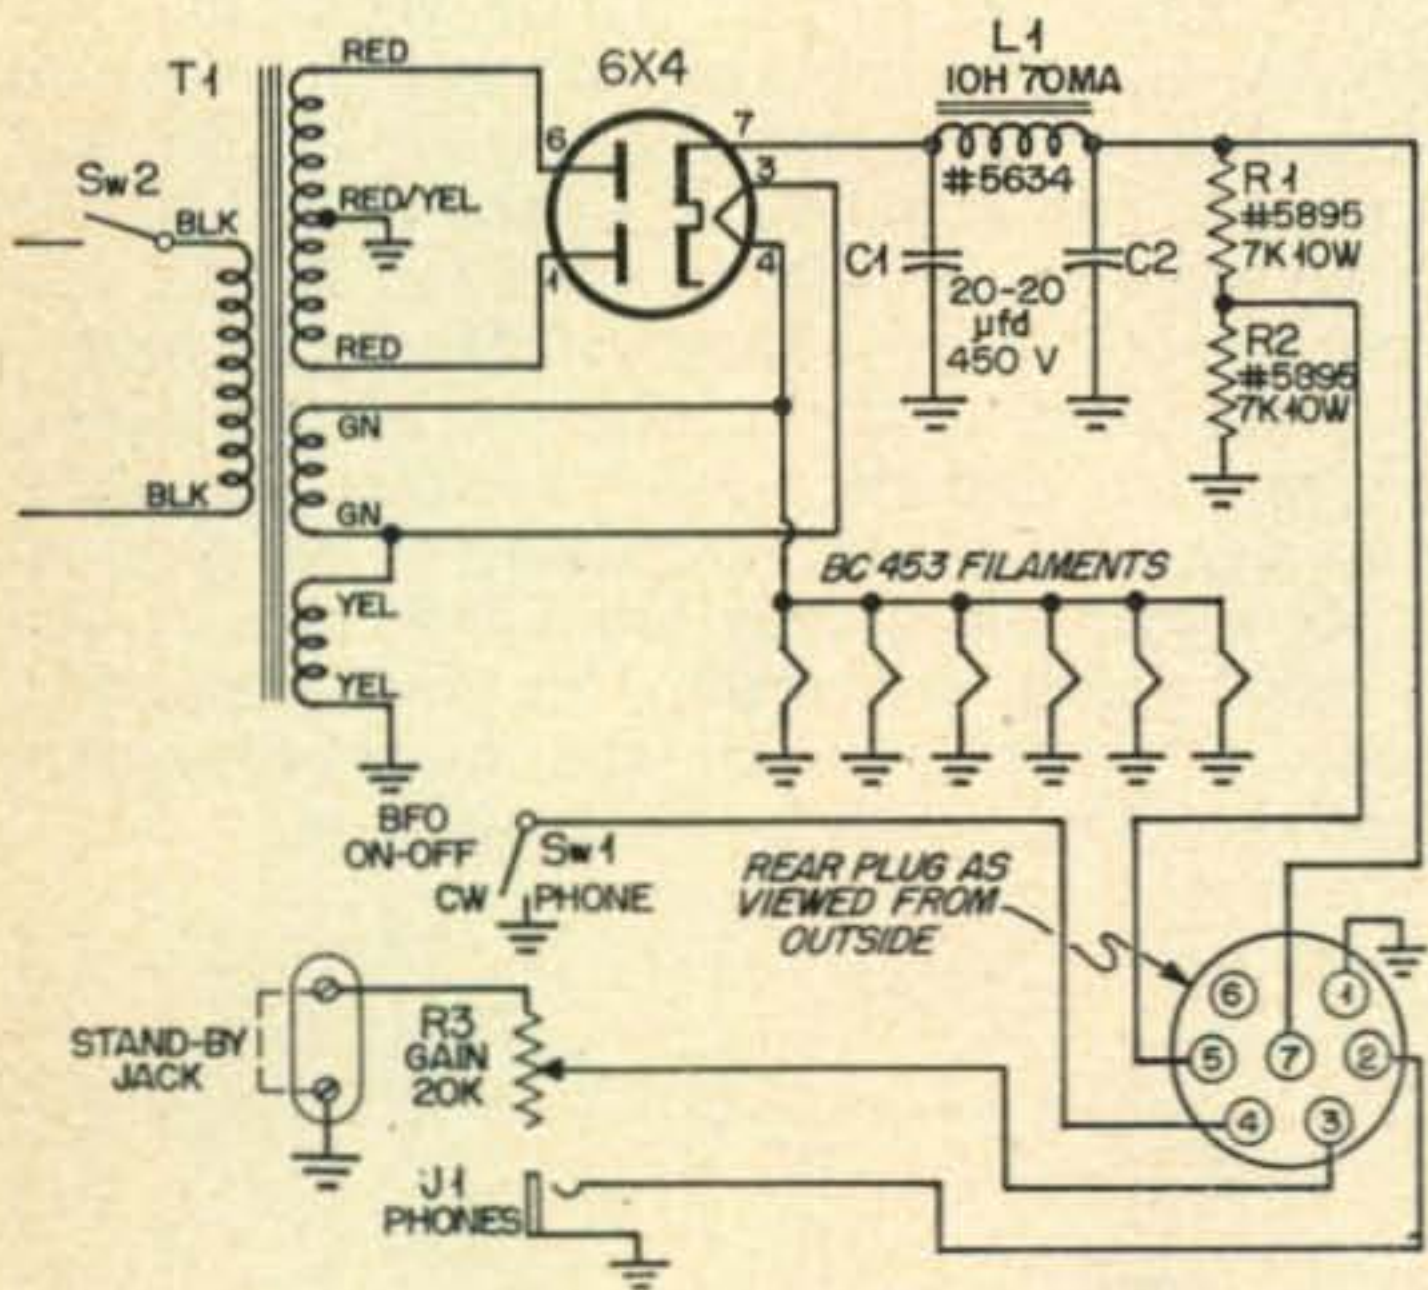 T1
RED
6X4
L1
10H 70MA
#5634
Sw2
BLK
RED/YEL
6
7
3
1
4
RED
C1
20-20
µfd
450 V
C2
R1
#5895
7K 10W
R2
#5895
7K 10W
BLK
GN
GN
YEL
YEL
BC 453 FILAMENTS
BFO
ON-OFF
Sw1
CW
PHONE
REAR PLUG AS
VIEWED FROM
OUTSIDE
STAND-BY
JACK
R3
GAIN
20K
6
1
5
7
2
4
3
J1
PHONES